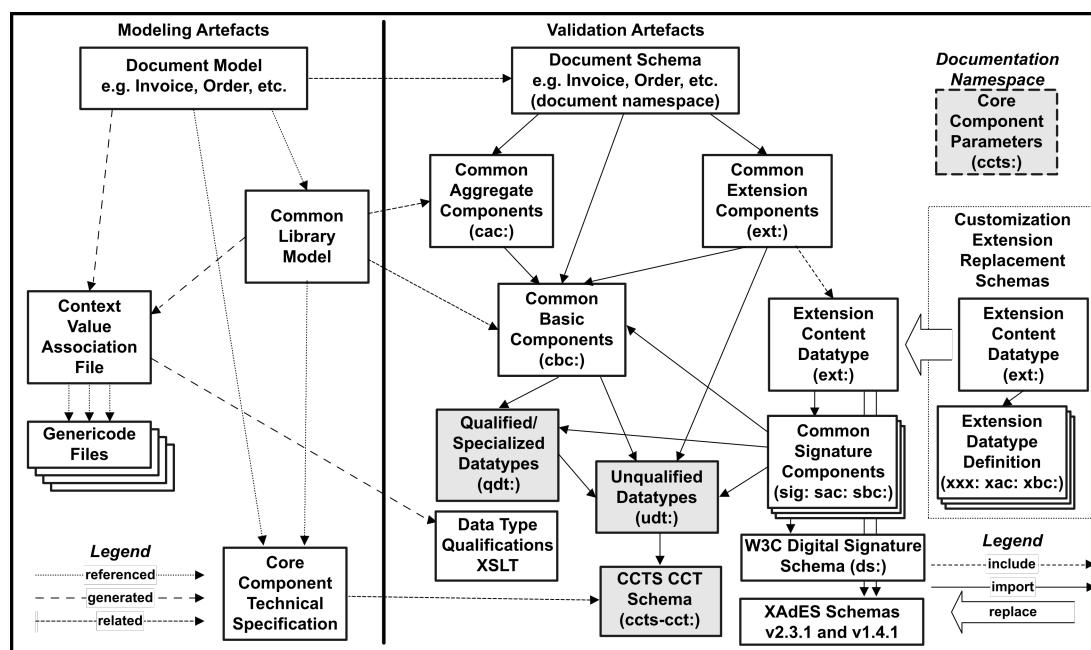 Modeling Artefacts
Validation Artefacts
Document Model
e.g. Invoice, Order, etc.
Document Schema
e.g. Invoice, Order, etc.
(document namespace)
Documentation
Namespace
Core
Component
Parameters
(ccts:)
Common
Library
Model
Common
Aggregate
Components
(cac:)
Common
Extension
Components
(ext:)
Customization
Extension
Replacement
Schemas
Context
Value
Association
File
Common
Basic
Components
(cbc:)
Extension
Content
Datatype
(ext:)
Extension
Content
Datatype
(ext:)
Genericode
Files
Qualified/
Specialized
Datatypes
(qdt:)
Unqualified
Datatypes
(udt:)
Common
Signature
Components
(sig: sac: sbc:)
Extension
Datatype
Definition
(xxx: xac: xbc:)
Data Type
Qualifications
XSLT
W3C Digital Signature
Schema (ds:)
Legend
referenced
generated
related
Core
Component
Technical
Specification
CCTS CCT
Schema
(ccts-cct:)
XAdES Schemas
v2.3.1 and v1.4.1
Legend
include
import
replace